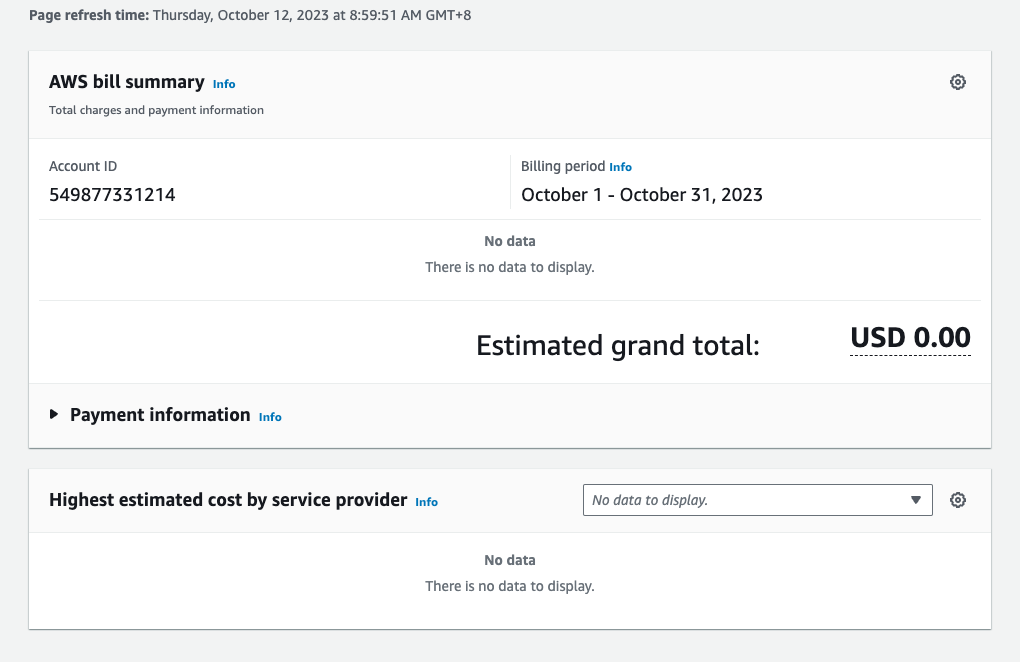 Page refresh time: Thursday, October 12, 2023 at 8:59:51 AM GMT+8
AWS bill summary Info
Total charges and payment information
Account ID
549877331214
Billing period Info
October 1 - October 31, 2023
No data
There is no data to display.
Estimated grand total: USD 0.00
Payment information Info
Highest estimated cost by service provider Info
No data to display.
No data
There is no data to display.